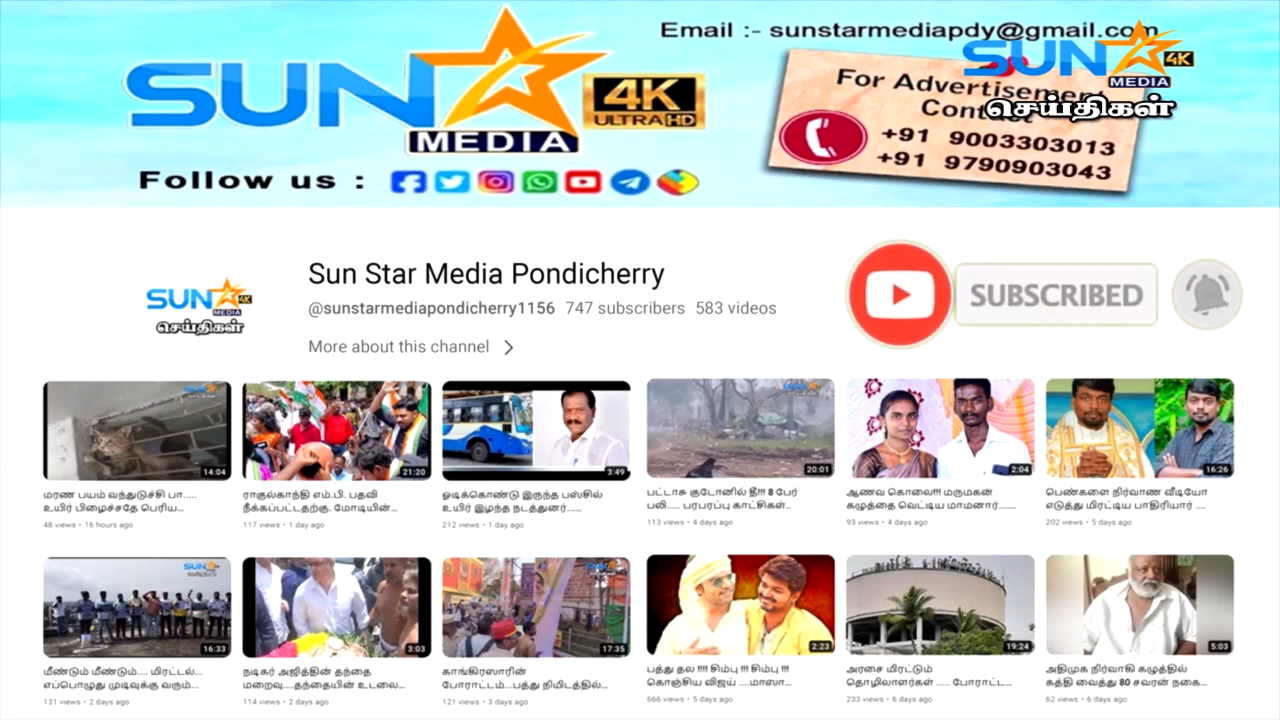 Email :- sunstarmediapdy@gmail.com
SUN
MEDIA
4K
ULTRA HD
Follow us :
For Advertisement
+91 9003303013
+91 9790903043
SUN 4K
MEDIA
செய்திகள்
SUN 4K
MEDIA
செய்திகள்
Sun Star Media Pondicherry
@sunstarmediapondicherry1156 747 subscribers 583 videos
More about this channel
SUBSCRIBED
14:04
21:20
3:49
20:01
2:04
16:26
மரண பயம் வந்துடுச்சி பா.....
உயிர் பிழைச்சதே பெரிய...
48 views • 16 hours ago
ராகுல்காந்தி எம்.பி. பதவி
நீக்கப்பட்டதற்கு. மோடியின்...
117 views • 1 day ago
ஓடிக்கொண்டு இருந்த பஸ்சில்
உயிர் இழந்த நடத்துனர்.....
212 views • 1 day ago
பட்டாசு குடோனில் தீ!!! 8 பேர்
பலி..... பரபரப்பு காட்சிகள்..
113 views • 4 days ago
ஆணவ கொலை!!! மருமகன்
கழுத்தை வெட்டிய மாமனார்.......
93 views • 4 days ago
பெண்களை நிர்வாண வீடியோ
எடுத்து மிரட்டிய பாதிரியார் ....
202 views • 5 days ago
16:33
3:03
17:35
2:23
19:24
5:03
மீண்டும் மீண்டும்.... மிரட்டல்...
எப்பொழுது முடிவுக்கு வரும்...
131 views • 2 days ago
நடிகர் அஜித்தின் தந்தை
மறைவு....தந்தையின் உடலை...
114 views • 2 days ago
காங்கிரஸாரின்
போராட்டம்...பத்து நிமிடத்தில்...
121 views • 3 days ago
பத்து தல !!!! சிம்பு !!! சிம்பு !!!
கொஞ்சிய விஜய் ....மாஸா...
666 views • 5 days ago
அரசை மிரட்டும்
தொழிலாளர்கள் ..... போராட்ட...
233 views • 6 days ago
அதிமுக நிர்வாகி கழுத்தில்
கத்தி வைத்து 80 சவரன் நகை...
62 views • 6 days ago